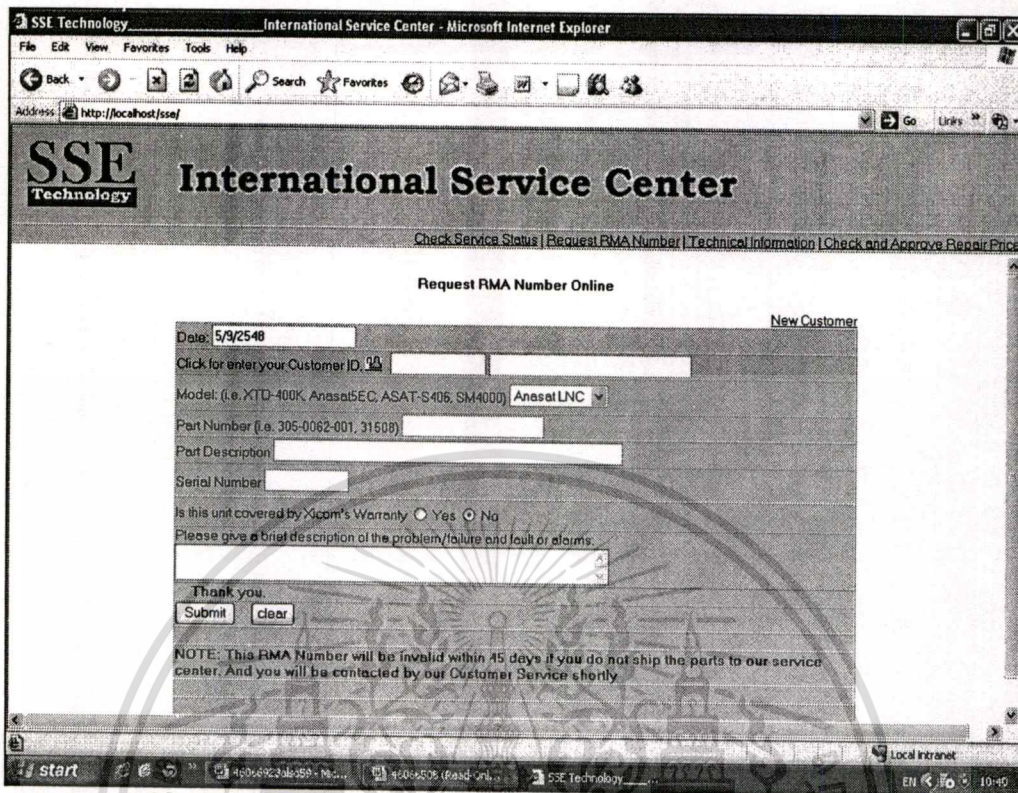 SSE Technology____________________International Service Center - Microsoft Internet Explorer
File Edit View Favorites Tools Help
Back Search Favorites
Address http://localhost/sse/ Go Links »
SSE
Technology
International Service Center
Check Service Status | Request RMA Number | Technical Information | Check and Approve Repair Price
Request RMA Number Online
New Customer
Date: 5/9/2548
Click for enter your Customer ID.
Model: (i.e. XTD-400K, Anasat5EC, ASAT-S406, SM4000) Anasat LNC
Part Number (i.e. 305-0062-001, 31508)
Part Description
Serial Number
Is this unit covered by Xicom's Warranty Yes No
Please give a brief description of the problem/failure and fault or alarms.
Thank you.
Submit clear
NOTE: This RMA Number will be invalid within 45 days if you do not ship the parts to our service
center. And you will be contacted by our Customer Service shortly
Local intranet
start SSE Technology____... EN 10:40